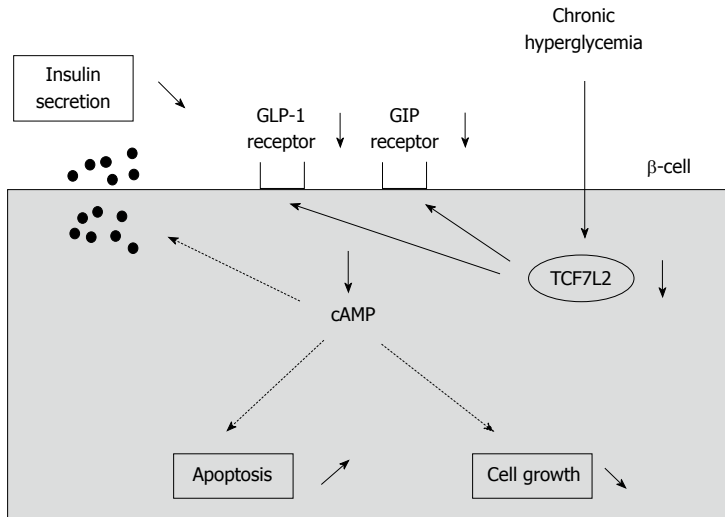 Chronic
hyperglycemia
Insulin
secretion
GLP-1
receptor
GIP
receptor
β-cell
TCF7L2
cAMP
Apoptosis
Cell growth